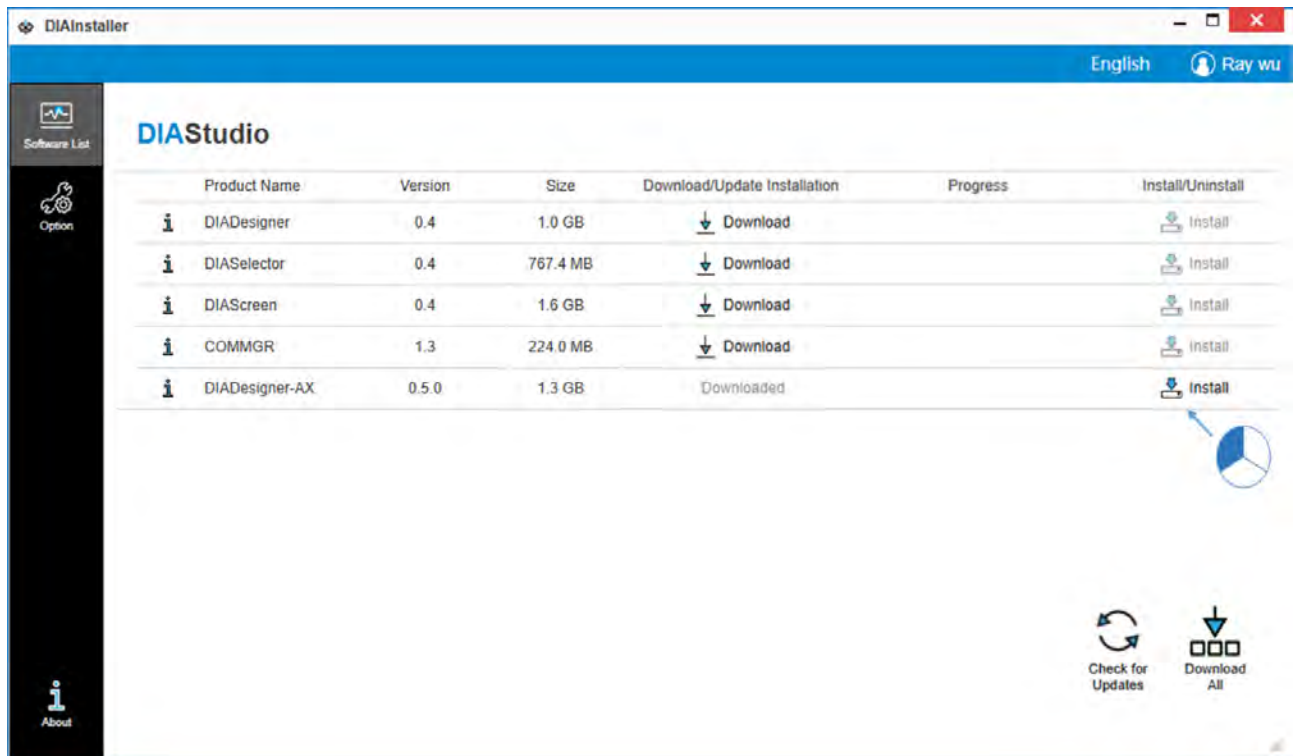 DIAInstaller
English Ray wu
Software List
Option
DIAStudio
Product Name Version Size Download/Update Installation Progress Install/Uninstall
i DIADesigner 0.4 1.0 GB Download Install
i DIASelector 0.4 767.4 MB Download Install
i DIAScreen 0.4 1.6 GB Download Install
i COMMGR 1.3 224.0 MB Download Install
i DIADesigner-AX 0.5.0 1.3 GB Downloaded Install
Check for
Updates
Download
All
i
About